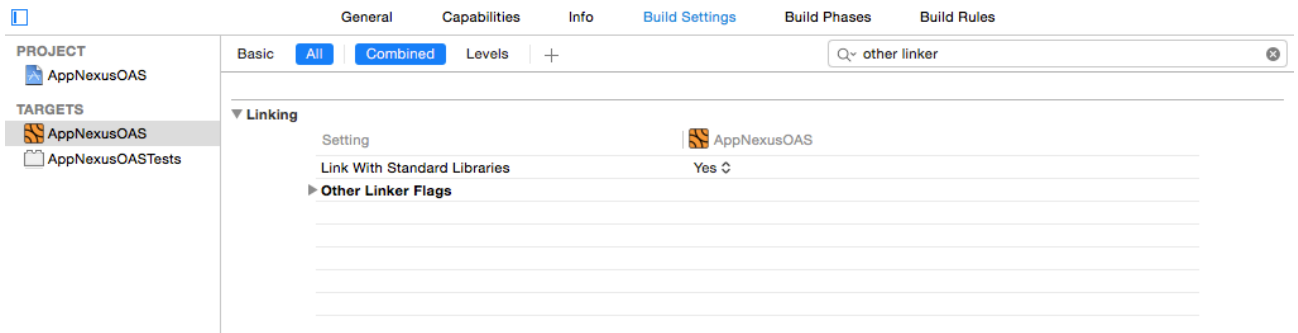 General Capabilities Info Build Settings Build Phases Build Rules
PROJECT
AppNexusOAS
TARGETS
AppNexusOAS
AppNexusOASTests
Basic All Combined Levels + other linker
Linking
Setting AppNexusOAS
Link With Standard Libraries Yes
Other Linker Flags